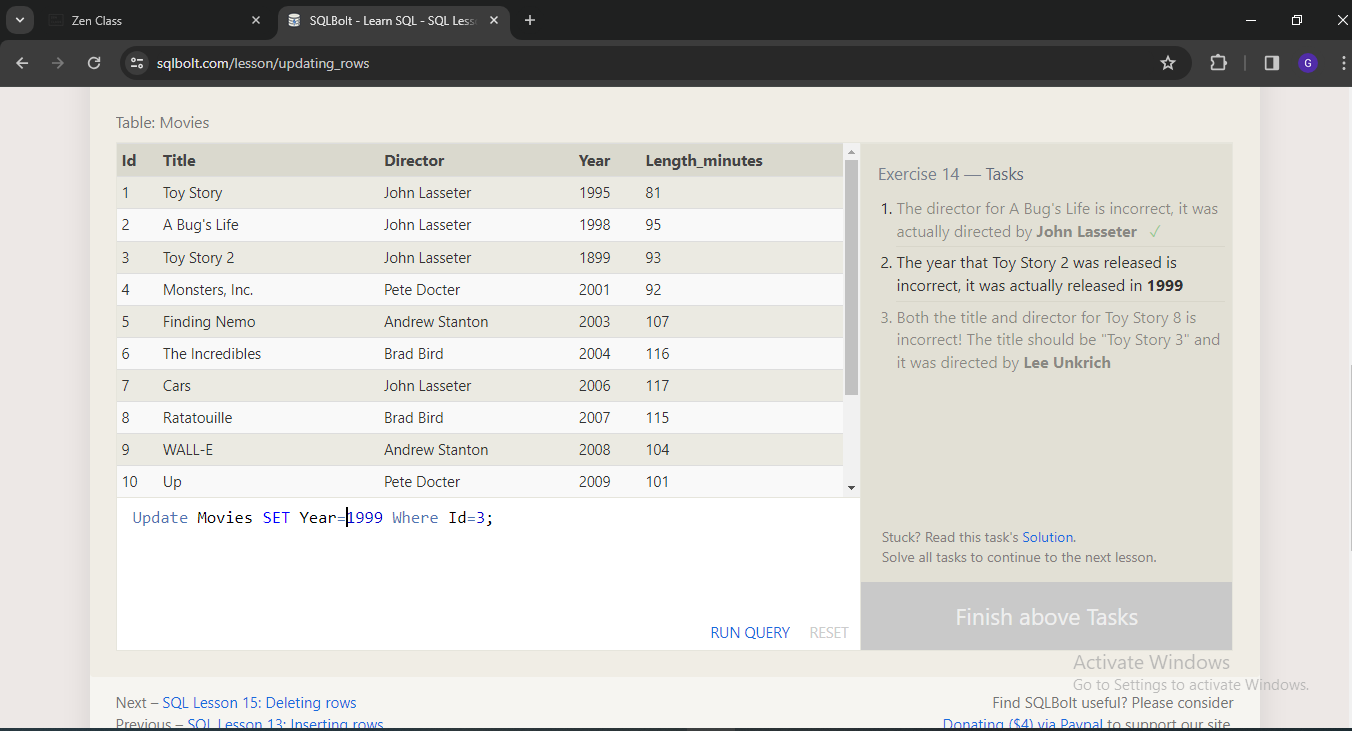 Zen Class
SQLBolt - Learn SQL - SQL Less
sqlbolt.com/lesson/updating_rows
G
Table: Movies
Id Title Director Year Length_minutes
1 Toy Story John Lasseter 1995 81
2 A Bug's Life John Lasseter 1998 95
3 Toy Story 2 John Lasseter 1899 93
4 Monsters, Inc. Pete Docter 2001 92
5 Finding Nemo Andrew Stanton 2003 107
6 The Incredibles Brad Bird 2004 116
7 Cars John Lasseter 2006 117
8 Ratatouille Brad Bird 2007 115
9 WALL-E Andrew Stanton 2008 104
10 Up Pete Docter 2009 101
Update Movies SET Year=1999 Where Id=3;
RUN QUERY RESET
Exercise 14 — Tasks
1. The director for A Bug's Life is incorrect, it was
actually directed by John Lasseter ✓
2. The year that Toy Story 2 was released is
incorrect, it was actually released in 1999
3. Both the title and director for Toy Story 8 is
incorrect! The title should be "Toy Story 3" and
it was directed by Lee Unkrich
Stuck? Read this task's Solution.
Solve all tasks to continue to the next lesson.
Finish above Tasks
Activate Windows
Go to Settings to activate Windows.
Next – SQL Lesson 15: Deleting rows
Find SQLBolt useful? Please consider
Previous – SQL Lesson 13: Inserting rows
Donating ($4) via Paypal to support our site.